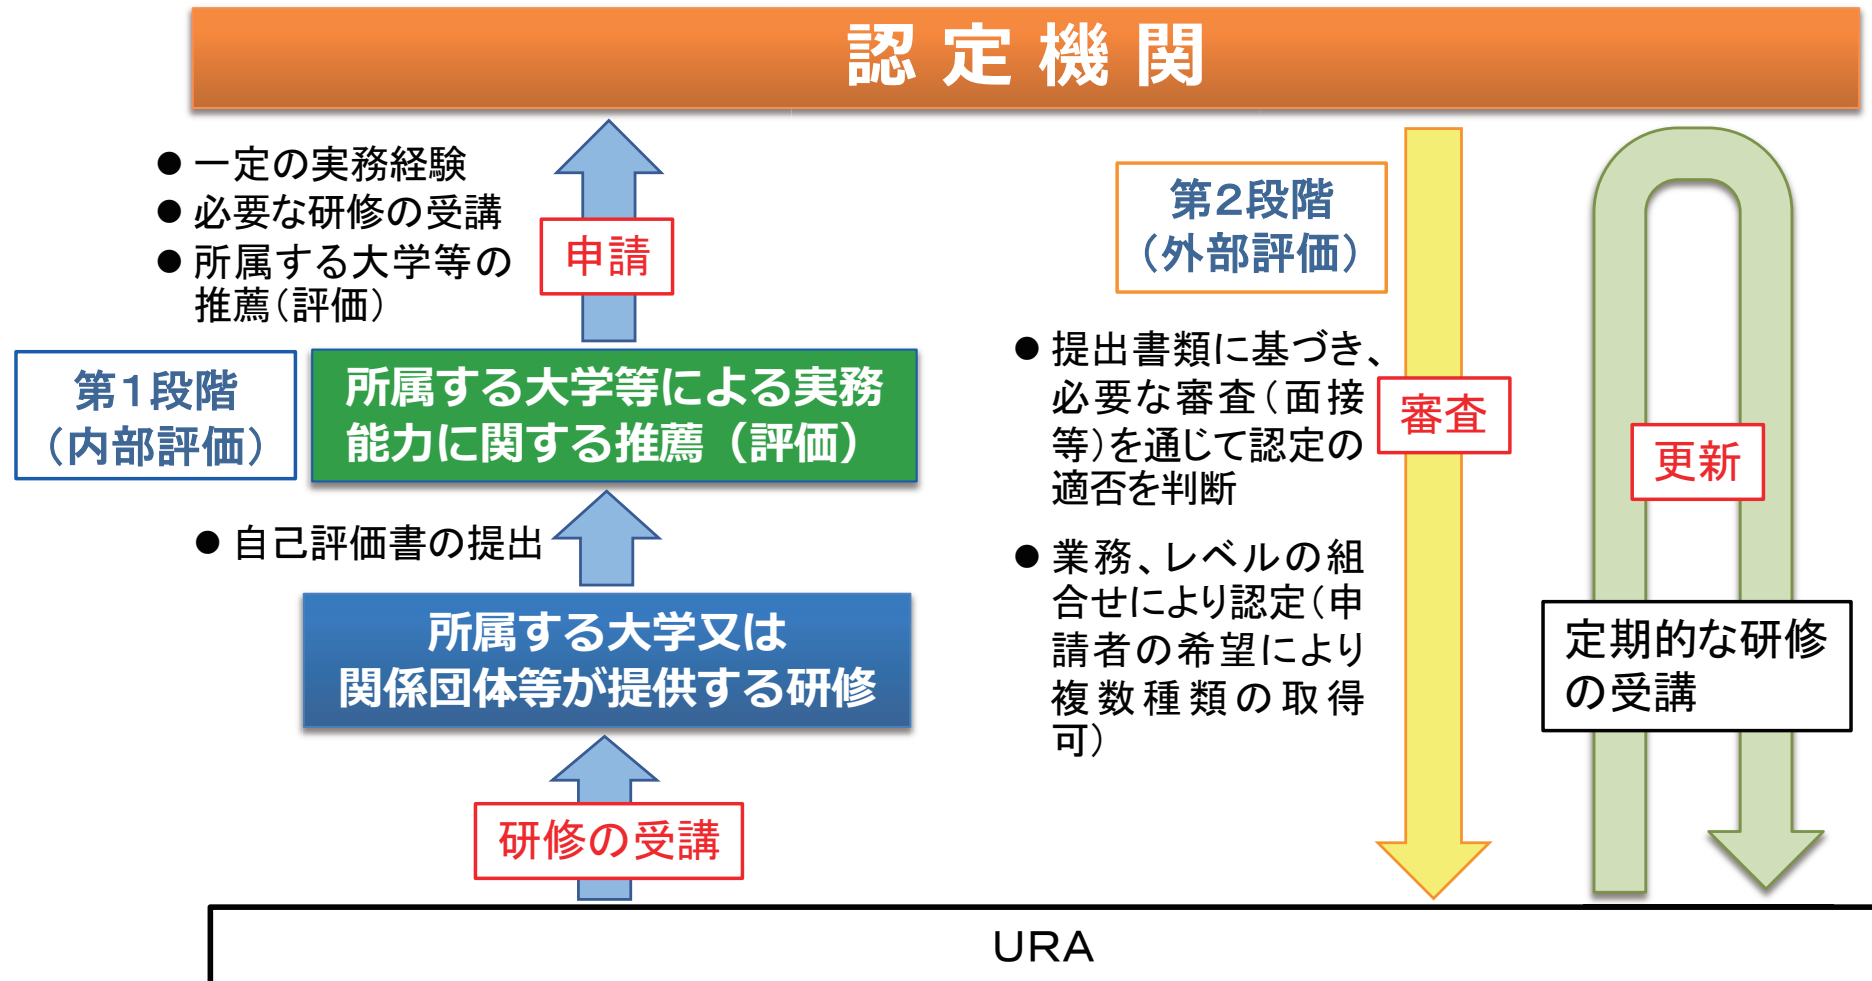 認定機関
● 一定の実務経験
● 必要な研修の受講
● 所属する大学等の
推薦（評価）
申請
第１段階
（内部評価）
所属する大学等による実務
能力に関する推薦（評価）
● 自己評価書の提出
所属する大学又は
関係団体等が提供する研修
研修の受講
第２段階
（外部評価）
● 提出書類に基づき、
必要な審査（面接
等）を通じて認定の
適否を判断
● 業務、レベルの組
合せにより認定（申
請者の希望により
複数種類の取得
可）
審査
更新
定期的な研修
の受講
URA